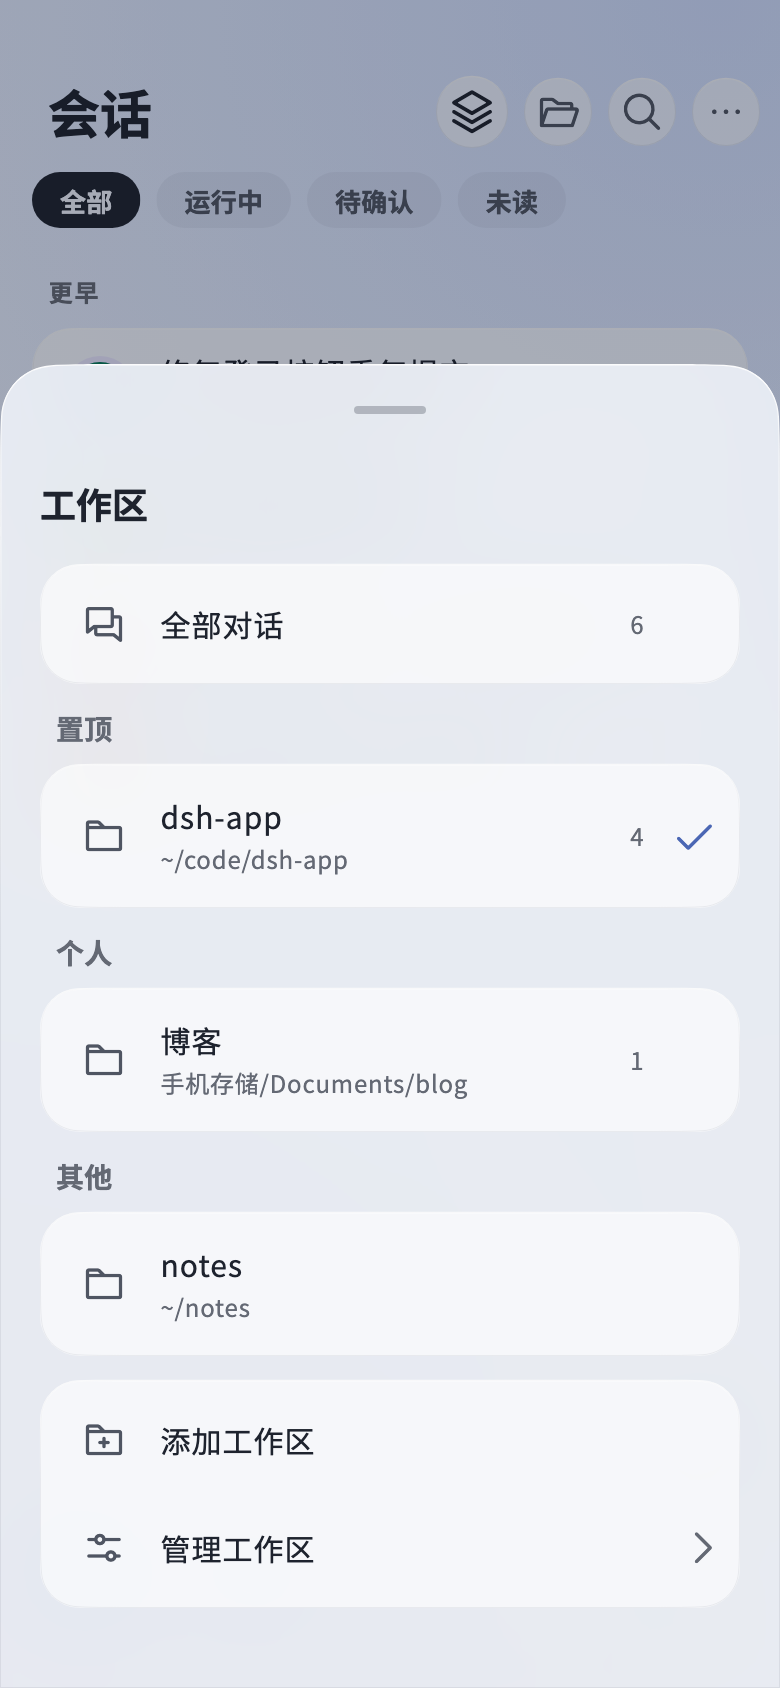 会话
全部
运行中
待确认
未读
更早
工作区
全部对话
6
置顶
dsh-app
~/code/dsh-app
4
个人
博客
手机存储/Documents/blog
1
其他
notes
~/notes
添加工作区
管理工作区